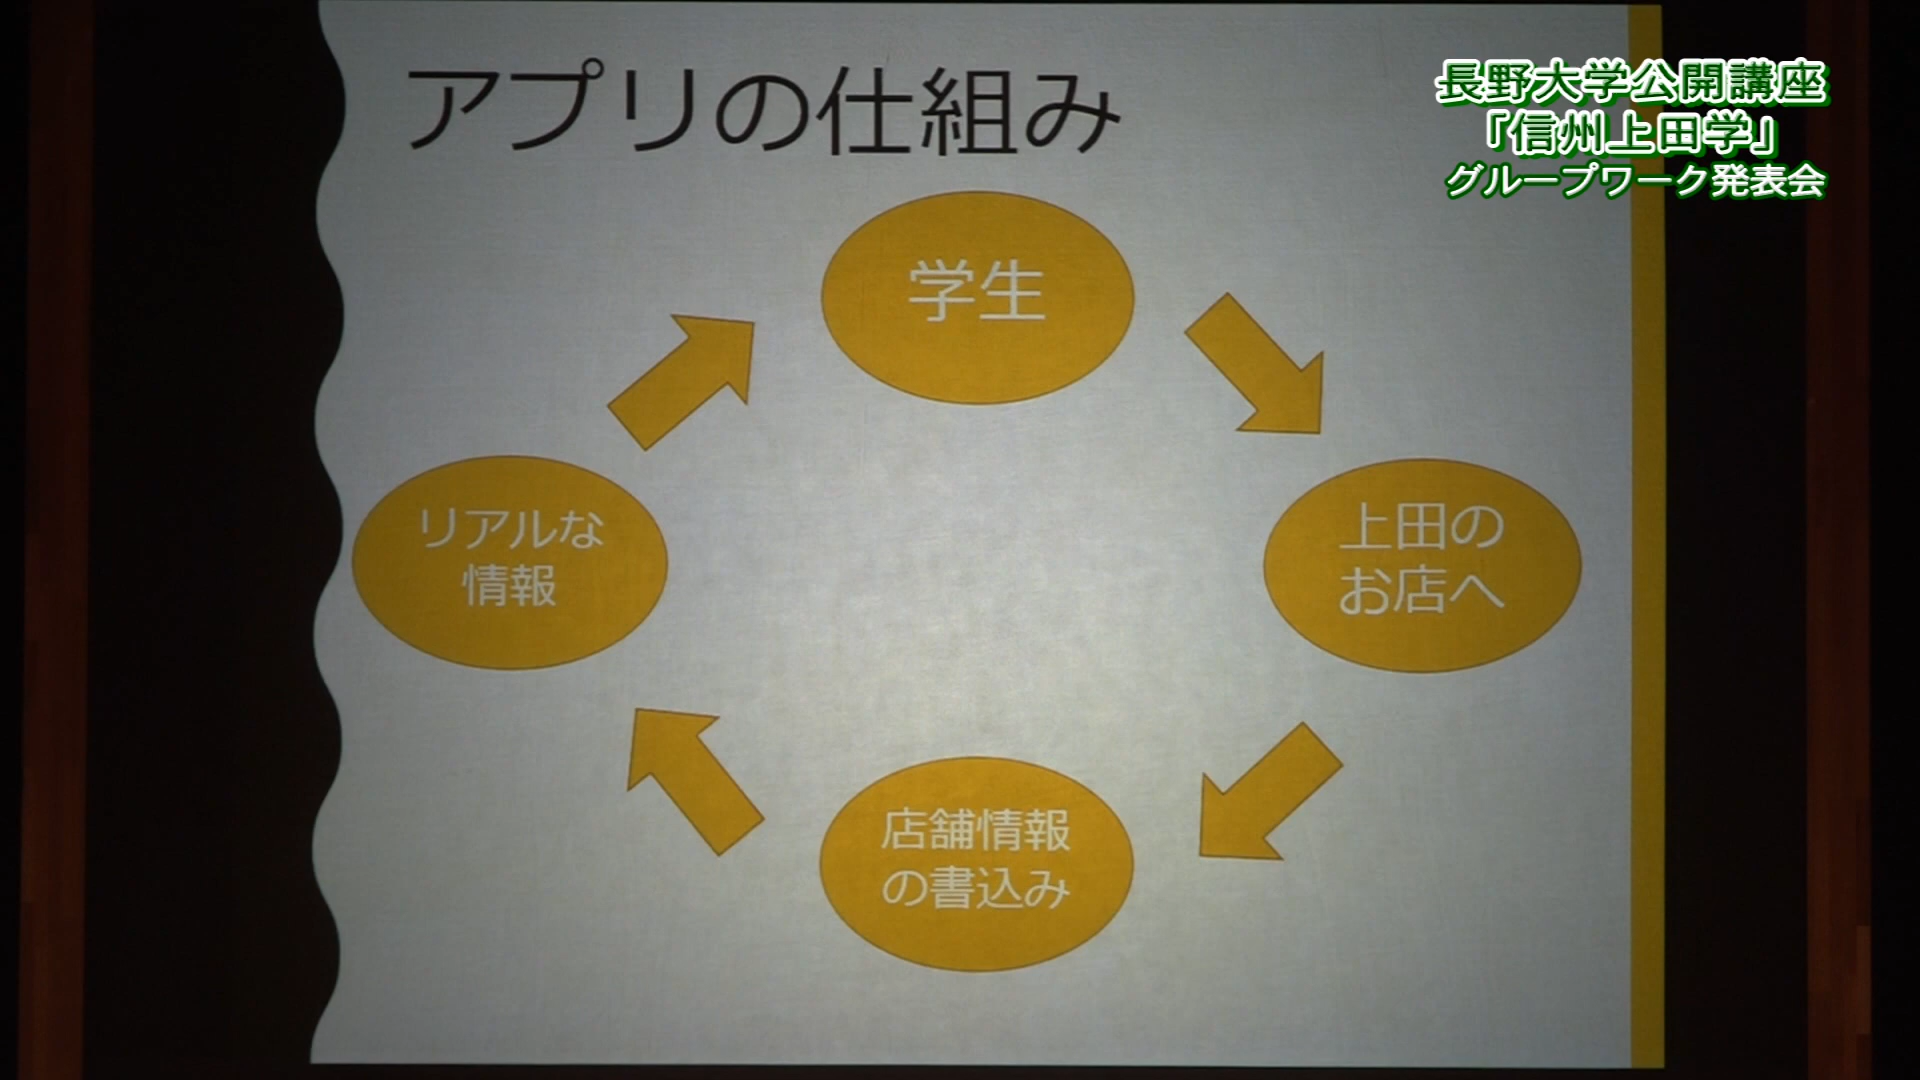 アプリの仕組み
長野大学公開講座
「信州上田学」
グループワーク発表会
学生
上田の
お店へ
店舗情報
の書込み
リアルな
情報